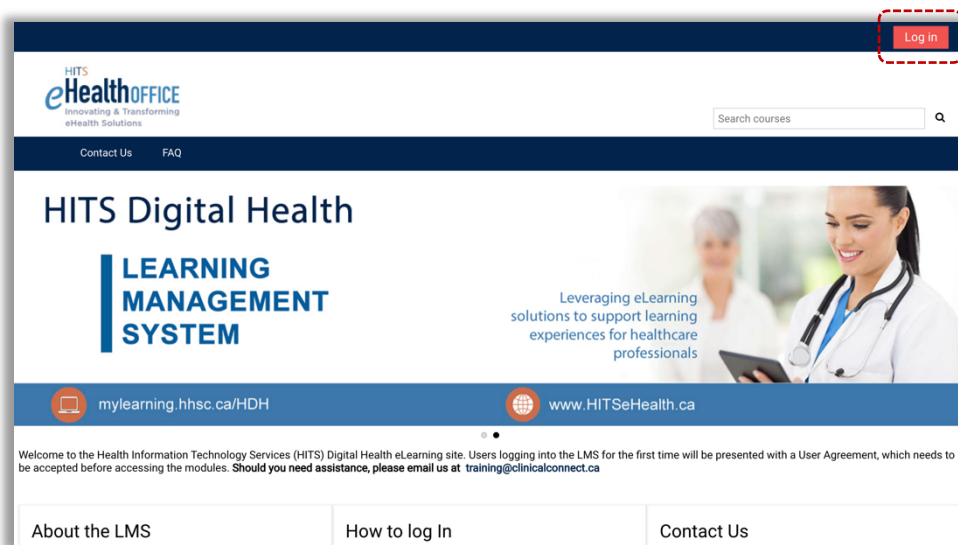 Log in
HITS
eHealth OFFICE
Innovating & Transforming
eHealth Solutions
Search courses
Contact Us FAQ
HITS Digital Health
LEARNING
MANAGEMENT
SYSTEM
Leveraging eLearning
solutions to support learning
experiences for healthcare
professionals
mylearning.hhsc.ca/HDH www.HITSeHealth.ca
Welcome to the Health Information Technology Services (HITS) Digital Health eLearning site. Users logging into the LMS for the first time will be presented with a User Agreement, which needs to
be accepted before accessing the modules. Should you need assistance, please email us at training@clinicalconnect.ca
About the LMS How to log In Contact Us